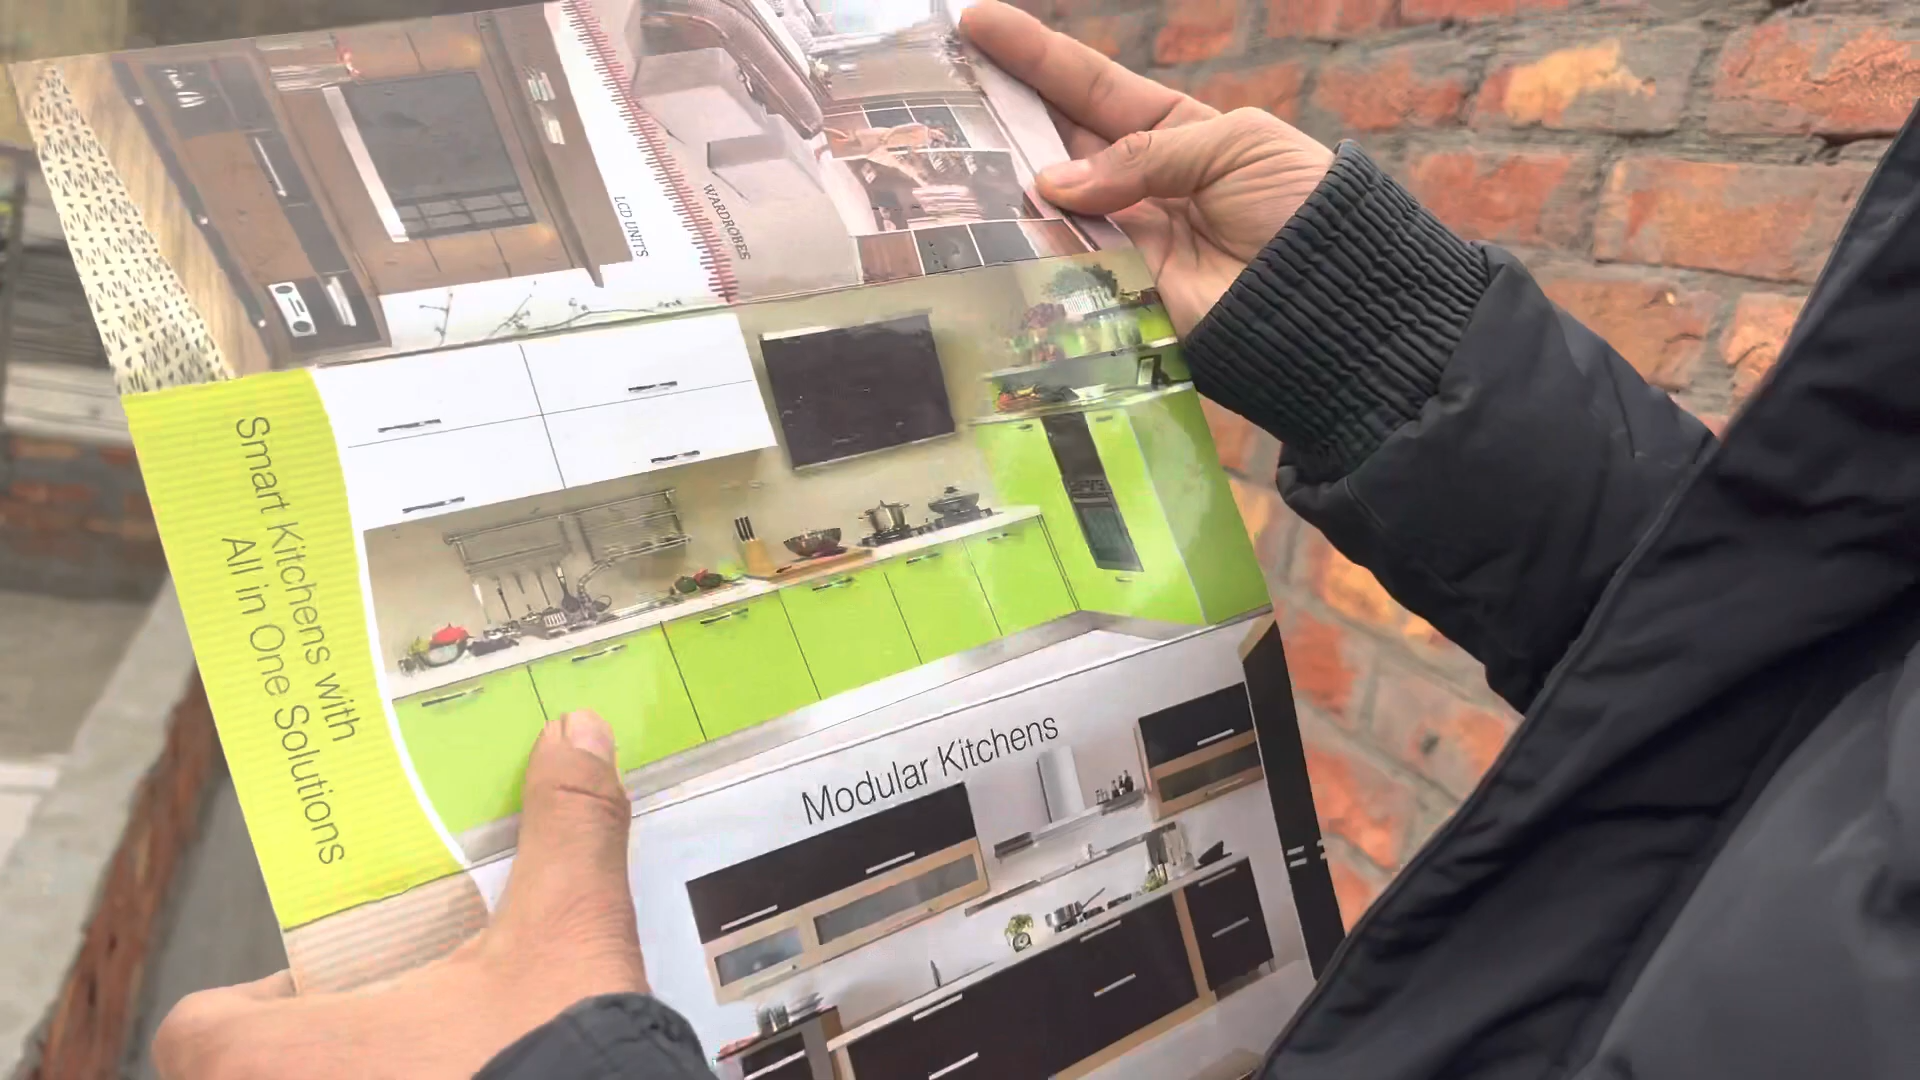 LCD UNITS
WARDROBES
Smart Kitchens with
All in One Solutions
Modular Kitchens